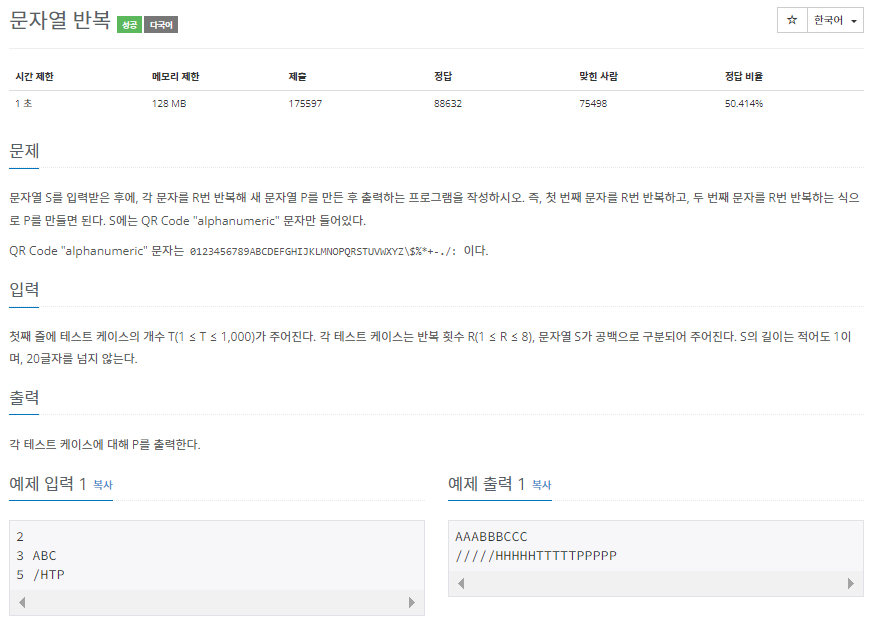 문자열 반복 성공 다국어
☆ 한국어
시간 제한 메모리 제한 제출 정답 맞힌 사람 정답 비율
1 초 128 MB 175597 88632 75498 50.414%
문제
문자열 S를 입력받은 후에, 각 문자를 R번 반복해 새 문자열 P를 만든 후 출력하는 프로그램을 작성하시오. 즉, 첫 번째 문자를 R번 반복하고, 두 번째 문자를 R번 반복하는 식으
로 P를 만들면 된다. S에는 QR Code "alphanumeric" 문자만 들어있다.
QR Code "alphanumeric" 문자는 0123456789ABCDEFGHIJKLMNOPQRSTUVWXYZ\$%*+-./: 이다.
입력
첫째 줄에 테스트 케이스의 개수 T(1 ≤ T ≤ 1,000)가 주어진다. 각 테스트 케이스는 반복 횟수 R(1 ≤ R ≤ 8), 문자열 S가 공백으로 구분되어 주어진다. S의 길이는 적어도 1이
며, 20글자를 넘지 않는다.
출력
각 테스트 케이스에 대해 P를 출력한다.
예제 입력 1 복사
2
3 ABC
5 /HTP
예제 출력 1 복사
AAABBBCCC
/////HHHHHTTTTTPPPPP